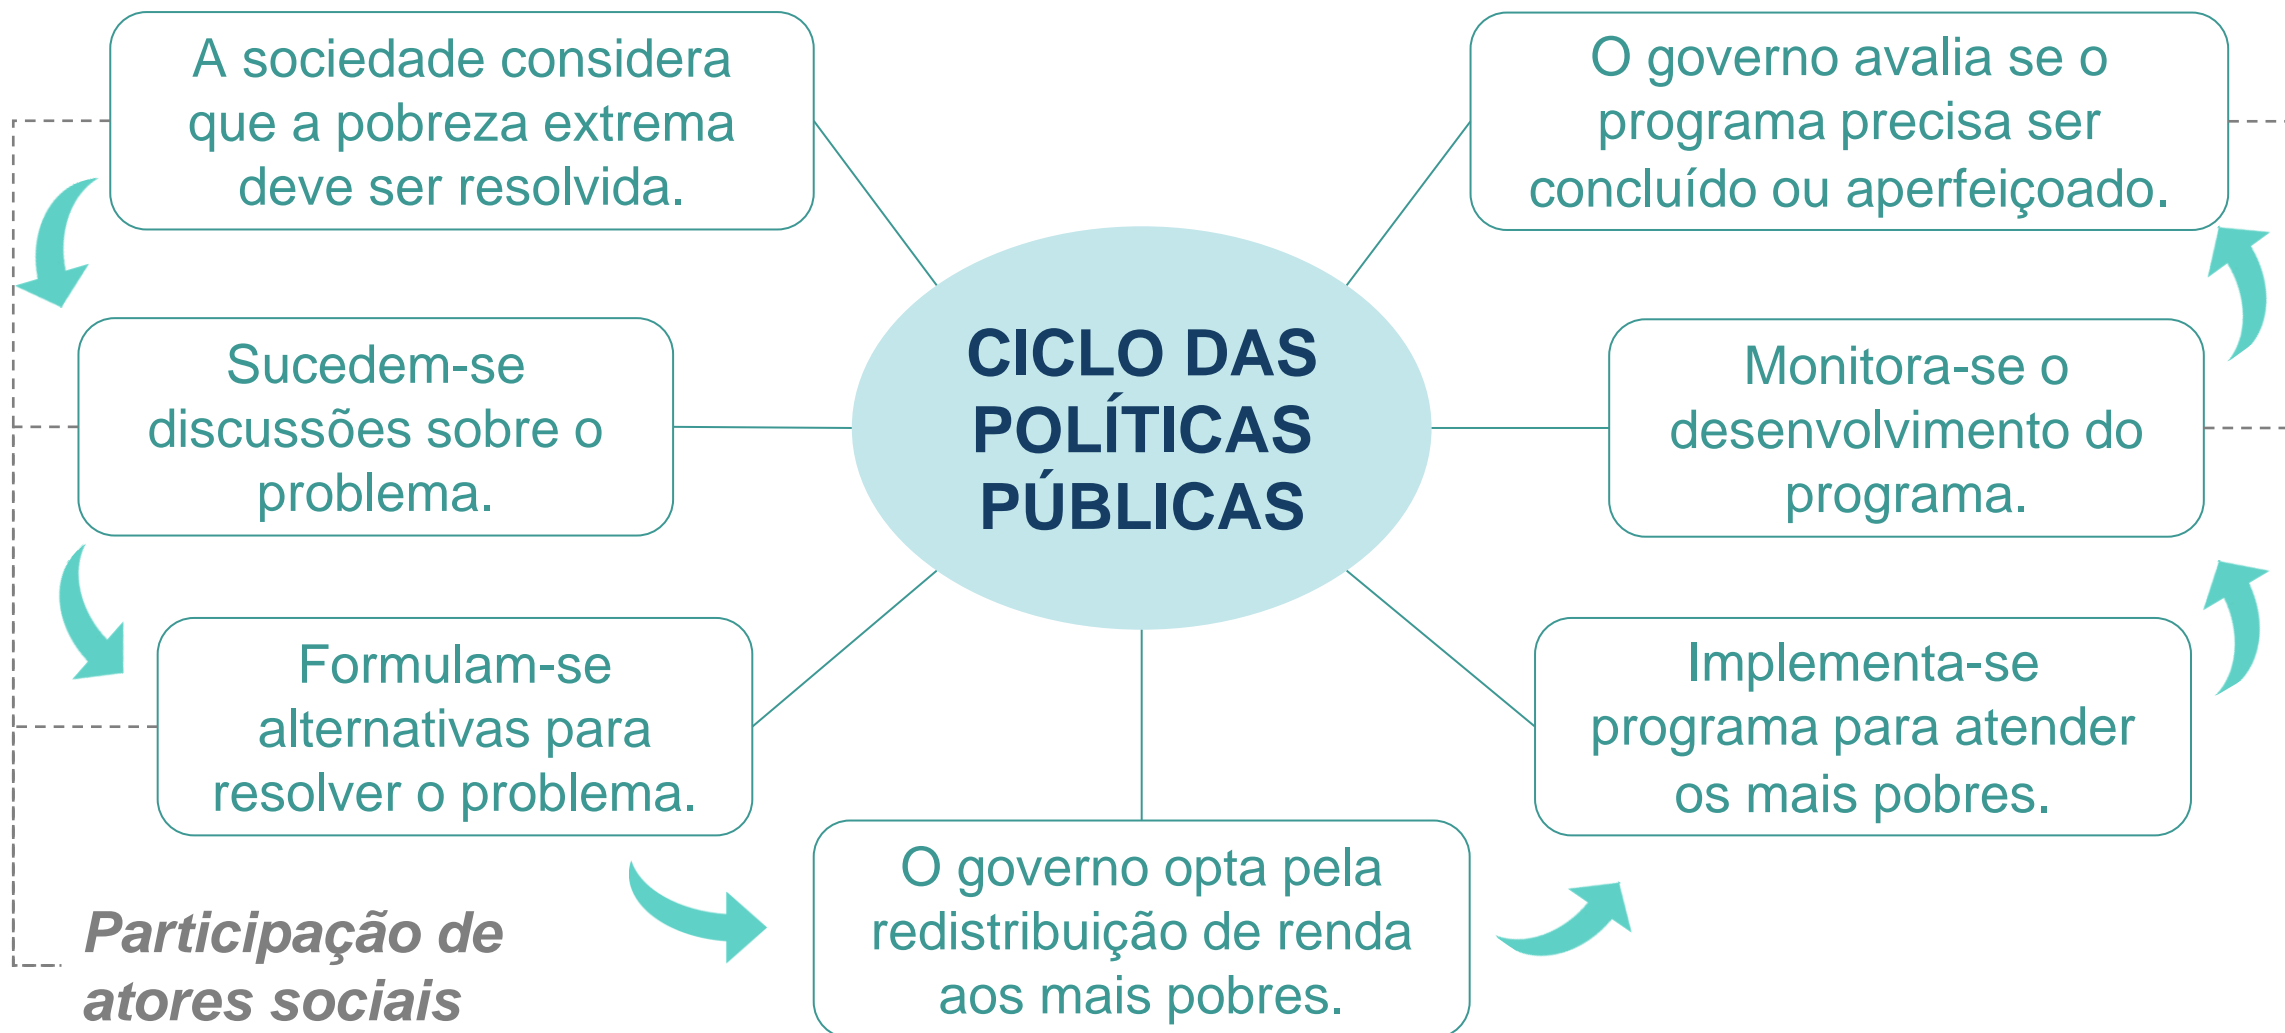 A sociedade considera
que a pobreza extrema
deve ser resolvida.
Sucedem-se
discussões sobre o
problema.
Formulam-se
alternativas para
resolver o problema.
O governo opta pela
redistribuição de renda
aos mais pobres.
Implementa-se
programa para atender
os mais pobres.
Monitora-se o
desenvolvimento do
programa.
O governo avalia se o
programa precisa ser
concluído ou aperfeiçoado.
CICLO DAS
POLÍTICAS
PÚBLICAS
Participação de
atores sociais